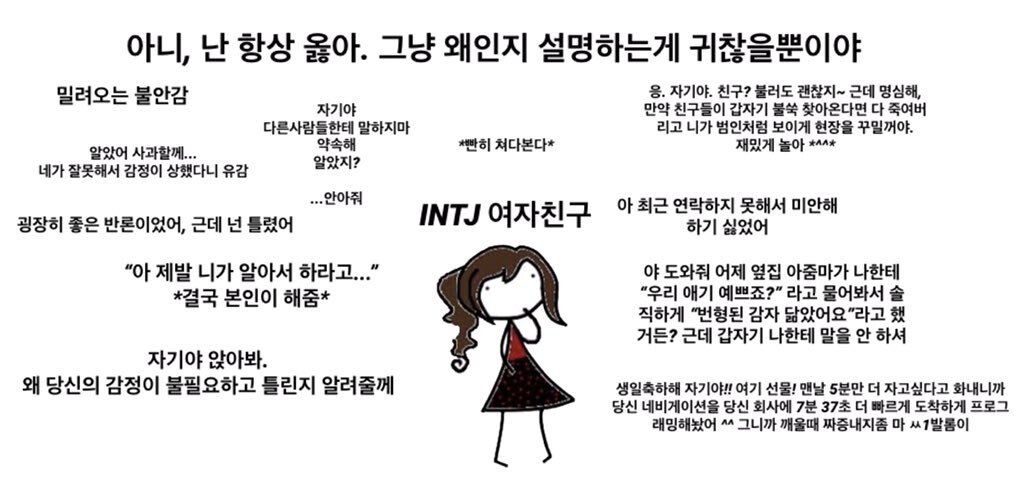 아니, 난 항상 옳아. 그냥 왜인지 설명하는게 귀찮을뿐이야
밀려오는 불안감
자기야
다른사람들한테 말하지마
약속해
알았지?
*빤히 쳐다본다*
응. 자기야. 친구? 불러도 괜찮지~ 근데 명심해,
만약 친구들이 갑자기 불쑥 찾아온다면 다 죽여버
리고 니가 범인처럼 보이게 현장을 꾸밀꺼야.
재밌게 놀아 *^^*
알았어 사과할께...
네가 잘못해서 감정이 상했다니 유감
...안아줘
굉장히 좋은 반론이었어, 근데 넌 틀렸어
INTJ 여자친구
아 최근 연락하지 못해서 미안해
하기 싫었어
“아 제발 니가 알아서 하라고...”
*결국 본인이 해줌*
야 도와줘 어제 옆집 아줌마가 나한테
”우리 애기 예쁘죠?” 라고 물어봐서 솔
직하게 “번형된 감자 닮았어요”라고 했
거든? 근데 갑자기 나한테 말을 안 하셔
자기야 앉아봐.
왜 당신의 감정이 불필요하고 틀린지 알려줄께
생일축하해 자기야!! 여기 선물! 맨날 5분만 더 자고싶다고 화내니까
당신 네비게이션을 당신 회사에 7분 37초 더 빠르게 도착하게 프로그
래밍해놨어 ^^ 그니까 깨울때 짜증내지좀 마 ㅆ1발롬이